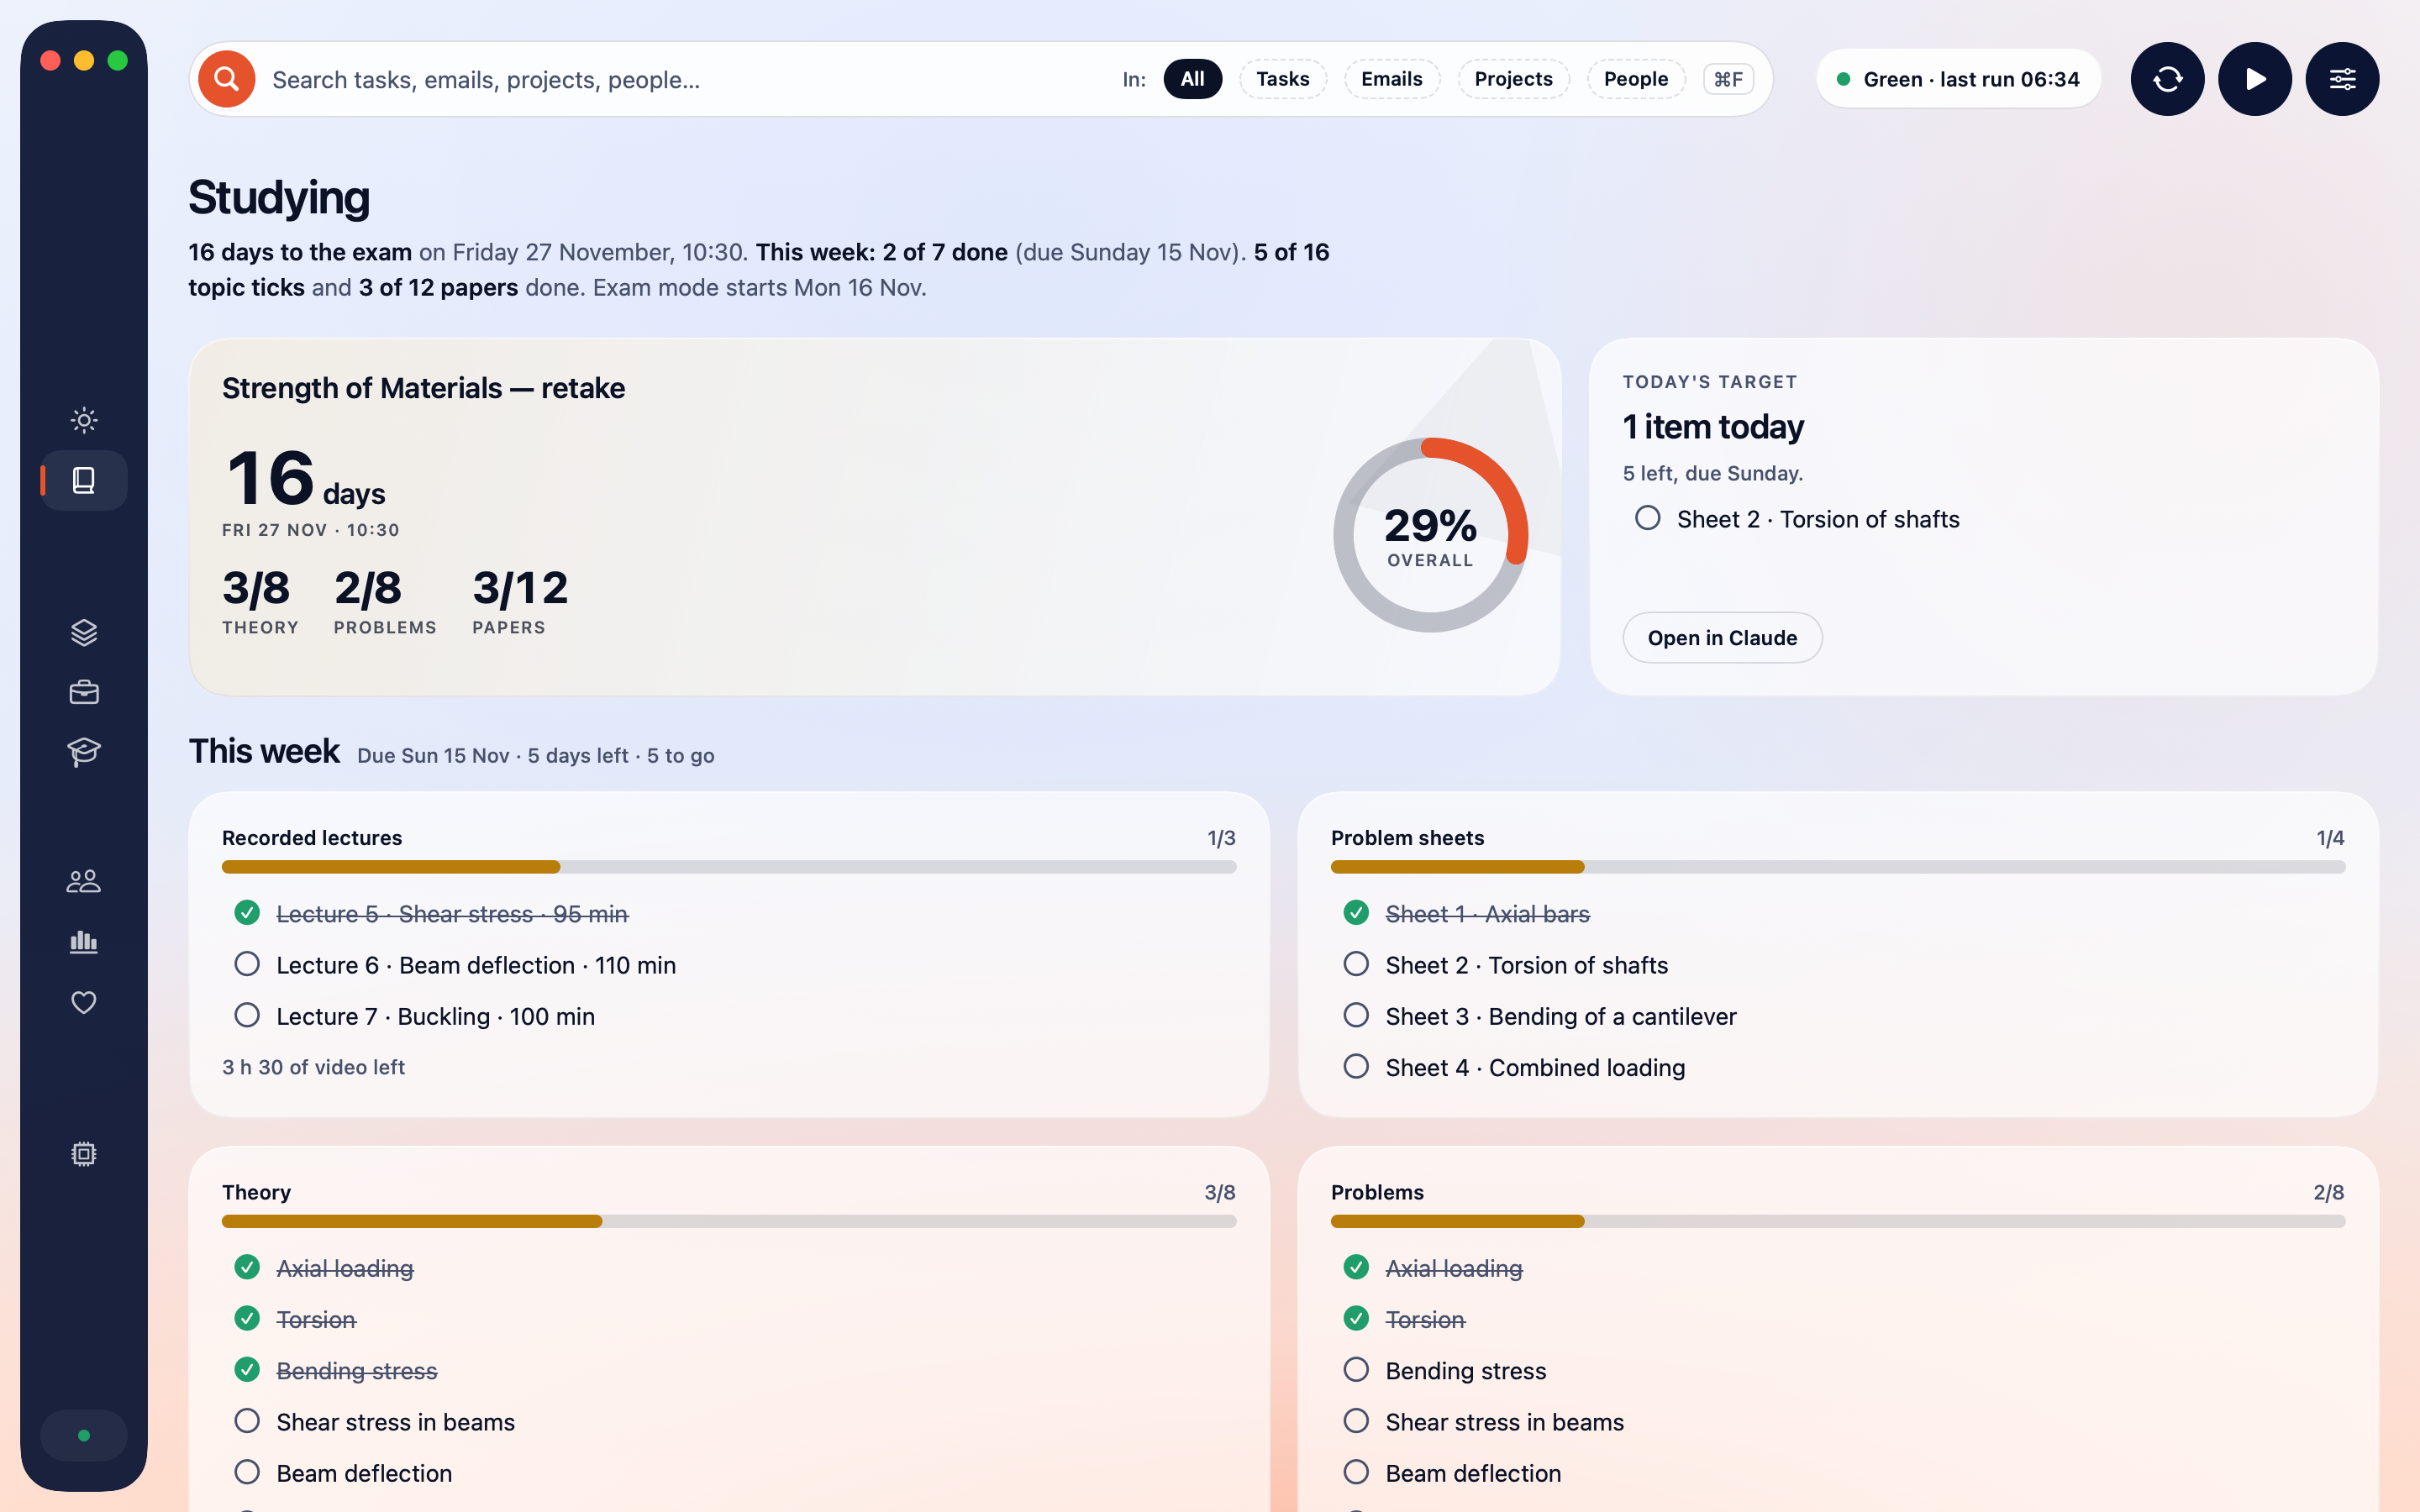 Search tasks, emails, projects, people...
In: All Tasks Emails Projects People ⌘F
Green · last run 06:34
Studying
16 days to the exam on Friday 27 November, 10:30. This week: 2 of 7 done (due Sunday 15 Nov). 5 of 16
topic ticks and 3 of 12 papers done. Exam mode starts Mon 16 Nov.
Strength of Materials — retake
16 days
FRI 27 NOV · 10:30
3/8 2/8 3/12
THEORY PROBLEMS PAPERS
29%
OVERALL
TODAY'S TARGET
1 item today
5 left, due Sunday.
Sheet 2 · Torsion of shafts
Open in Claude
This week Due Sun 15 Nov · 5 days left · 5 to go
Recorded lectures 1/3
Lecture 5 · Shear stress · 95 min
Lecture 6 · Beam deflection · 110 min
Lecture 7 · Buckling · 100 min
3 h 30 of video left
Problem sheets 1/4
Sheet 1 · Axial bars
Sheet 2 · Torsion of shafts
Sheet 3 · Bending of a cantilever
Sheet 4 · Combined loading
Theory 3/8
Axial loading
Torsion
Bending stress
Shear stress in beams
Beam deflection
Problems 2/8
Axial loading
Torsion
Bending stress
Shear stress in beams
Beam deflection